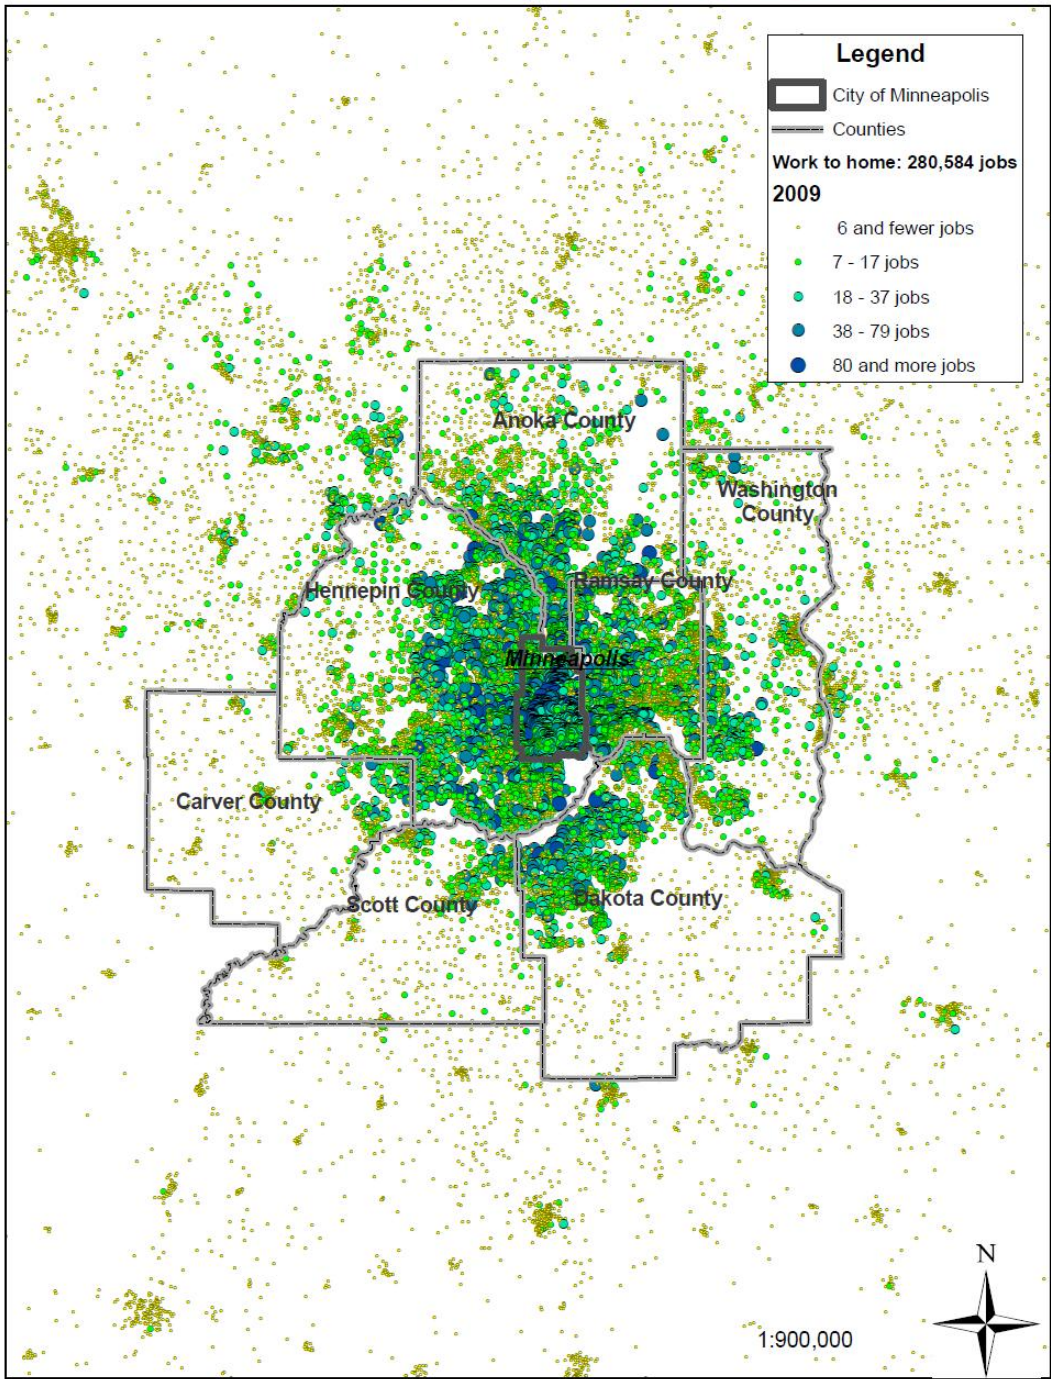 Legend
City of Minneapolis
Counties
Work to home: 280,584 jobs
2009
6 and fewer jobs
7 - 17 jobs
18 - 37 jobs
38 - 79 jobs
80 and more jobs
Anoka County
Washington
County
Hennepin County
Ramsay County
Minneapolis
Carver County
Scott County
Dakota County
N
1:900,000